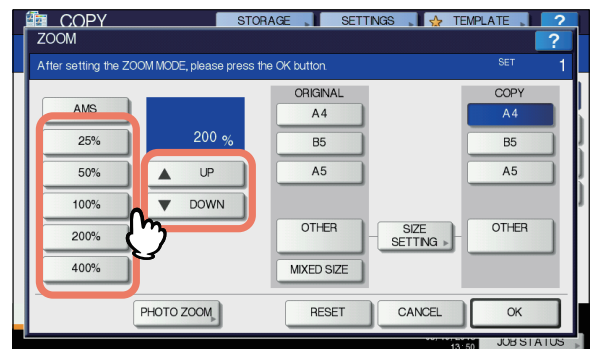 COPY STORAGE SETTINGS TEMPLATE ?
ZOOM ?
After setting the ZOOM MODE, please press the OK button. SET 1
ORIGINAL COPY
AMS A4 A4
25% 200 % B5 B5
50% UP A5 A5
100% DOWN
200% OTHER SIZE SETTING OTHER
400% MIXED SIZE
PHOTO ZOOM RESET CANCEL OK
13:50 JOB STATUS